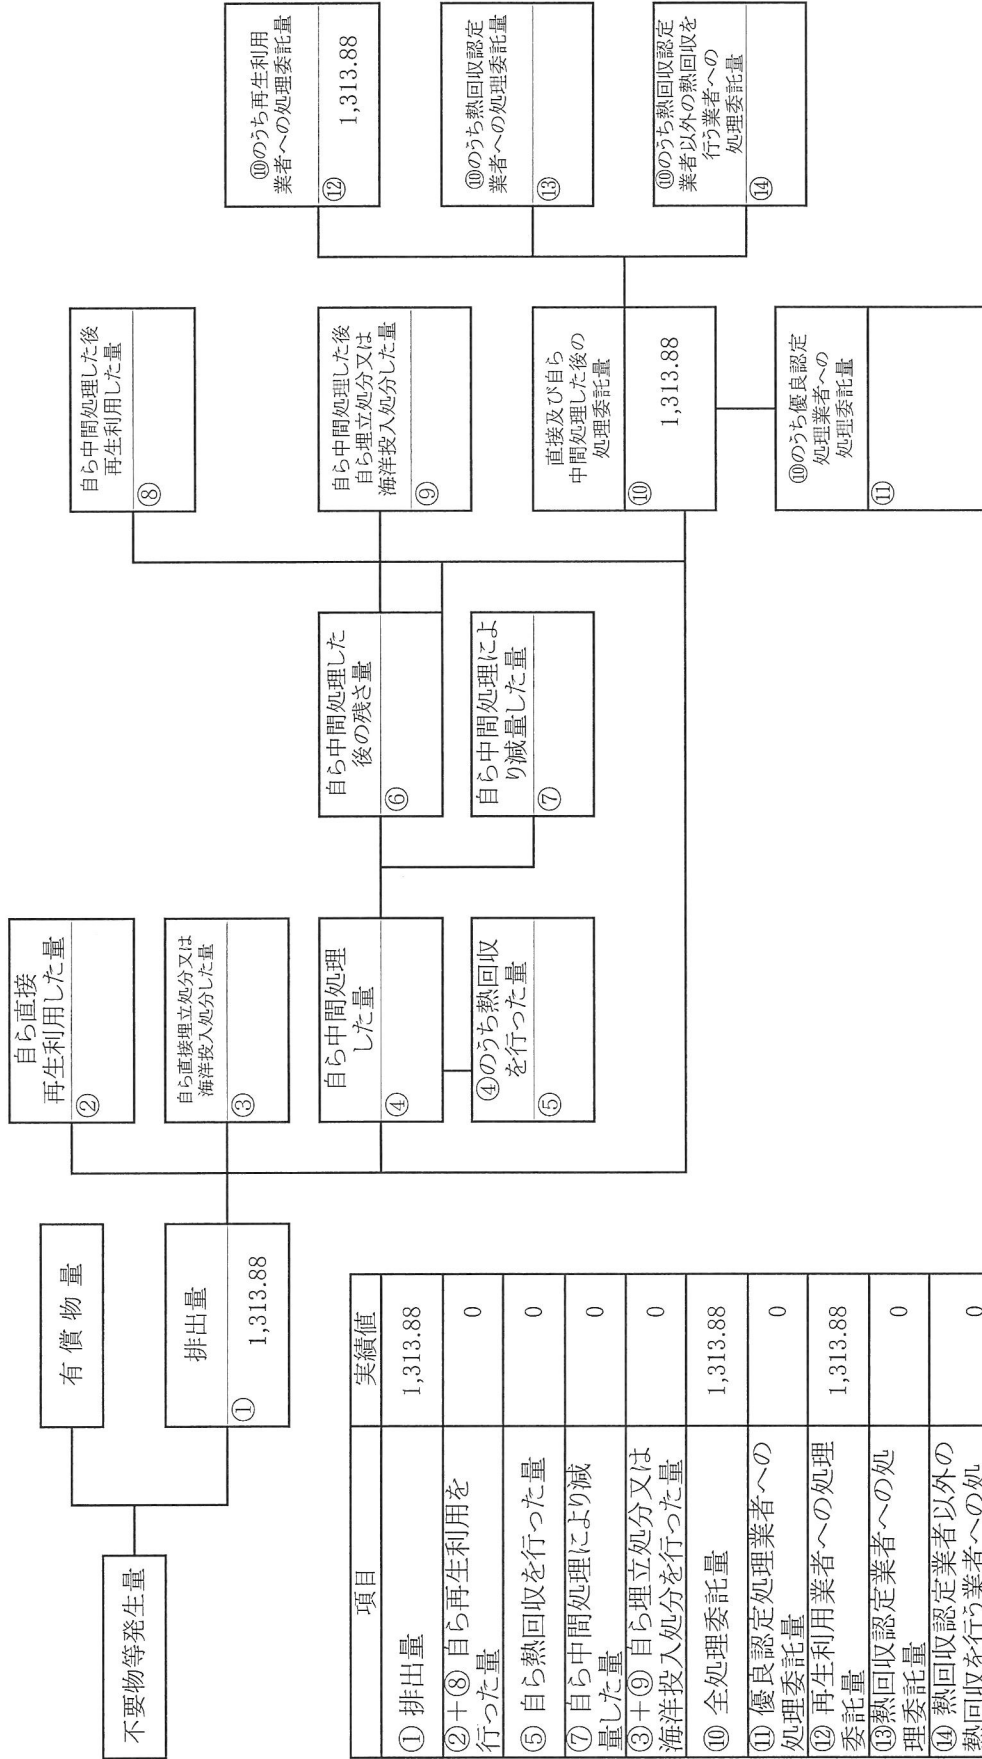 不要物等発生量
有償物量
排出量
①
1,313.88
自ら直接
再生利用した量
②
自ら直接埋立処分又は
海洋投入処分した量
③
自ら中間処理
した量
④
④のうち熱回収
を行った量
⑤
自ら中間処理した
後の残さ量
⑥
自ら中間処理によ
り減量した量
⑦
自ら中間処理した後
再生利用した量
⑧
自ら中間処理した後
自ら埋立処分又は
海洋投入処分した量
⑨
直接及び自ら
中間処理した後の
処理委託量
⑩
1,313.88
⑩のうち優良認定
処理業者への
処理委託量
⑪
⑩のうち再生利用
業者への処理委託量
⑫
1,313.88
⑩のうち熱回収認定
業者への処理委託量
⑬
⑩のうち熱回収認定
業者以外の熱回収を
行う業者への
処理委託量
⑭
項目 実績値
① 排出量 1,313.88
②+⑧ 自ら再生利用を
行った量 0
⑤ 自ら熱回収を行った量 0
⑦ 自ら中間処理により減
量した量 0
③+⑨ 自ら埋立処分又は
海洋投入処分を行った量 0
⑩ 全処理委託量 1,313.88
⑪ 優良認定処理業者への
処理委託量 0
⑫ 再生利用業者への処理
委託量 1,313.88
⑬熱回収認定業者への処
理委託量 0
⑭ 熱回収認定業者以外の
熱回収を行う業者への処 0